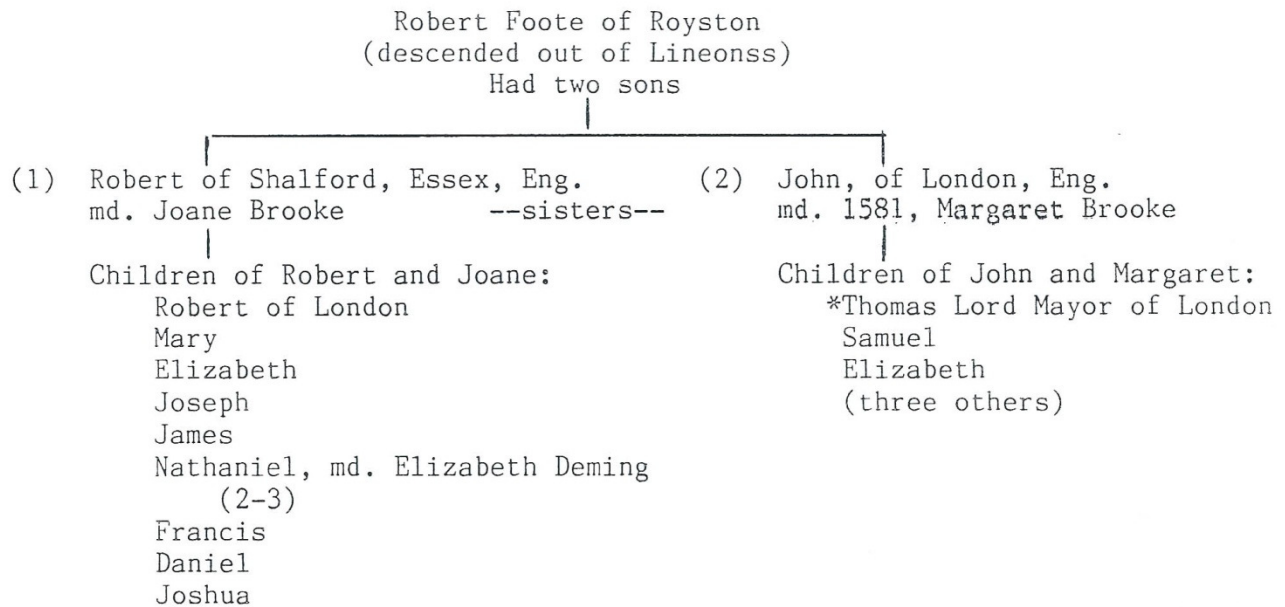 Robert Foote of Royston
(descended out of Lineonss)
Had two sons
(1) Robert of Shalford, Essex, Eng.
md. Joane Brooke --sisters--
(2) John, of London, Eng.
md. 1581, Margaret Brooke
Children of Robert and Joane:
Robert of London
Mary
Elizabeth
Joseph
James
Nathaniel, md. Elizabeth Deming
(2-3)
Francis
Daniel
Joshua
Children of John and Margaret:
*Thomas Lord Mayor of London
Samuel
Elizabeth
(three others)